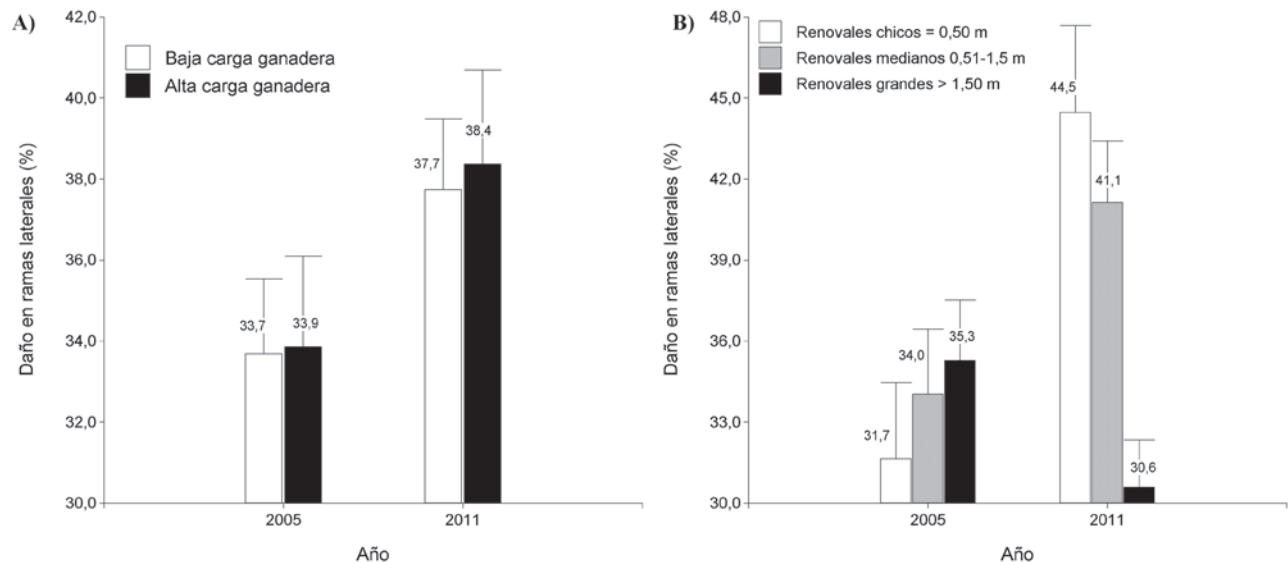 A)
Baja carga ganadera
Alta carga ganadera
Daño en ramas laterales (%)
42,0
40,0
38,0
36,0
34,0
32,0
30,0
33,7
33,9
37,7
38,4
2005
2011
Año
B)
Renovales chicos = 0,50 m
Renovales medianos 0,51-1,5 m
Renovales grandes > 1,50 m
Daño en ramas laterales (%)
48,0
45,0
42,0
39,0
36,0
33,0
30,0
31,7
34,0
35,3
44,5
41,1
30,6
2005
2011
Año